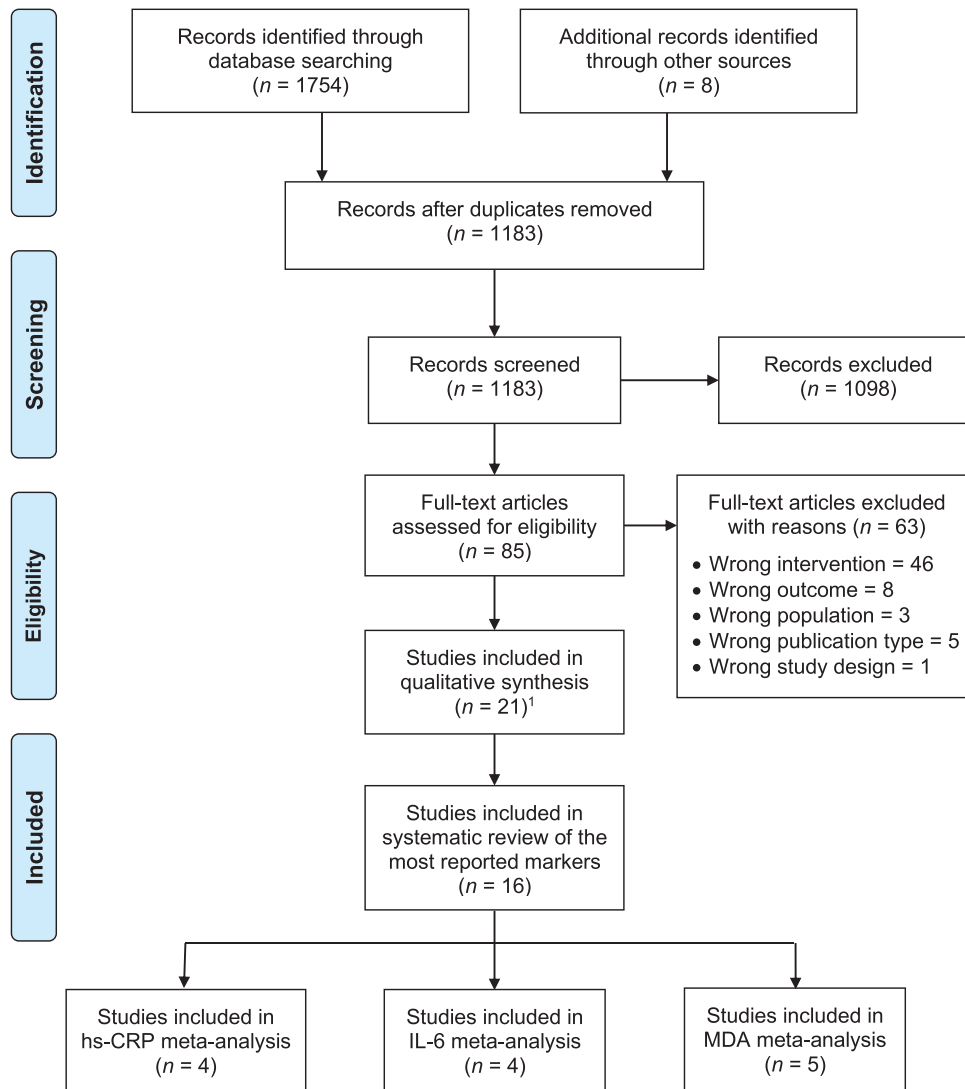 Identification
Records identified through
database searching
(n = 1754)
Additional records identified
through other sources
(n = 8)
Records after duplicates removed
(n = 1183)
Screening
Records screened
(n = 1183)
Records excluded
(n = 1098)
Eligibility
Full-text articles
assessed for eligibility
(n = 85)
Full-text articles excluded
with reasons (n = 63)
• Wrong intervention = 46
• Wrong outcome = 8
• Wrong population = 3
• Wrong publication type = 5
• Wrong study design = 1
Studies included in
qualitative synthesis
(n = 21)¹
Included
Studies included in
systematic review of the
most reported markers
(n = 16)
Studies included in
hs-CRP meta-analysis
(n = 4)
Studies included in
IL-6 meta-analysis
(n = 4)
Studies included in
MDA meta-analysis
(n = 5)